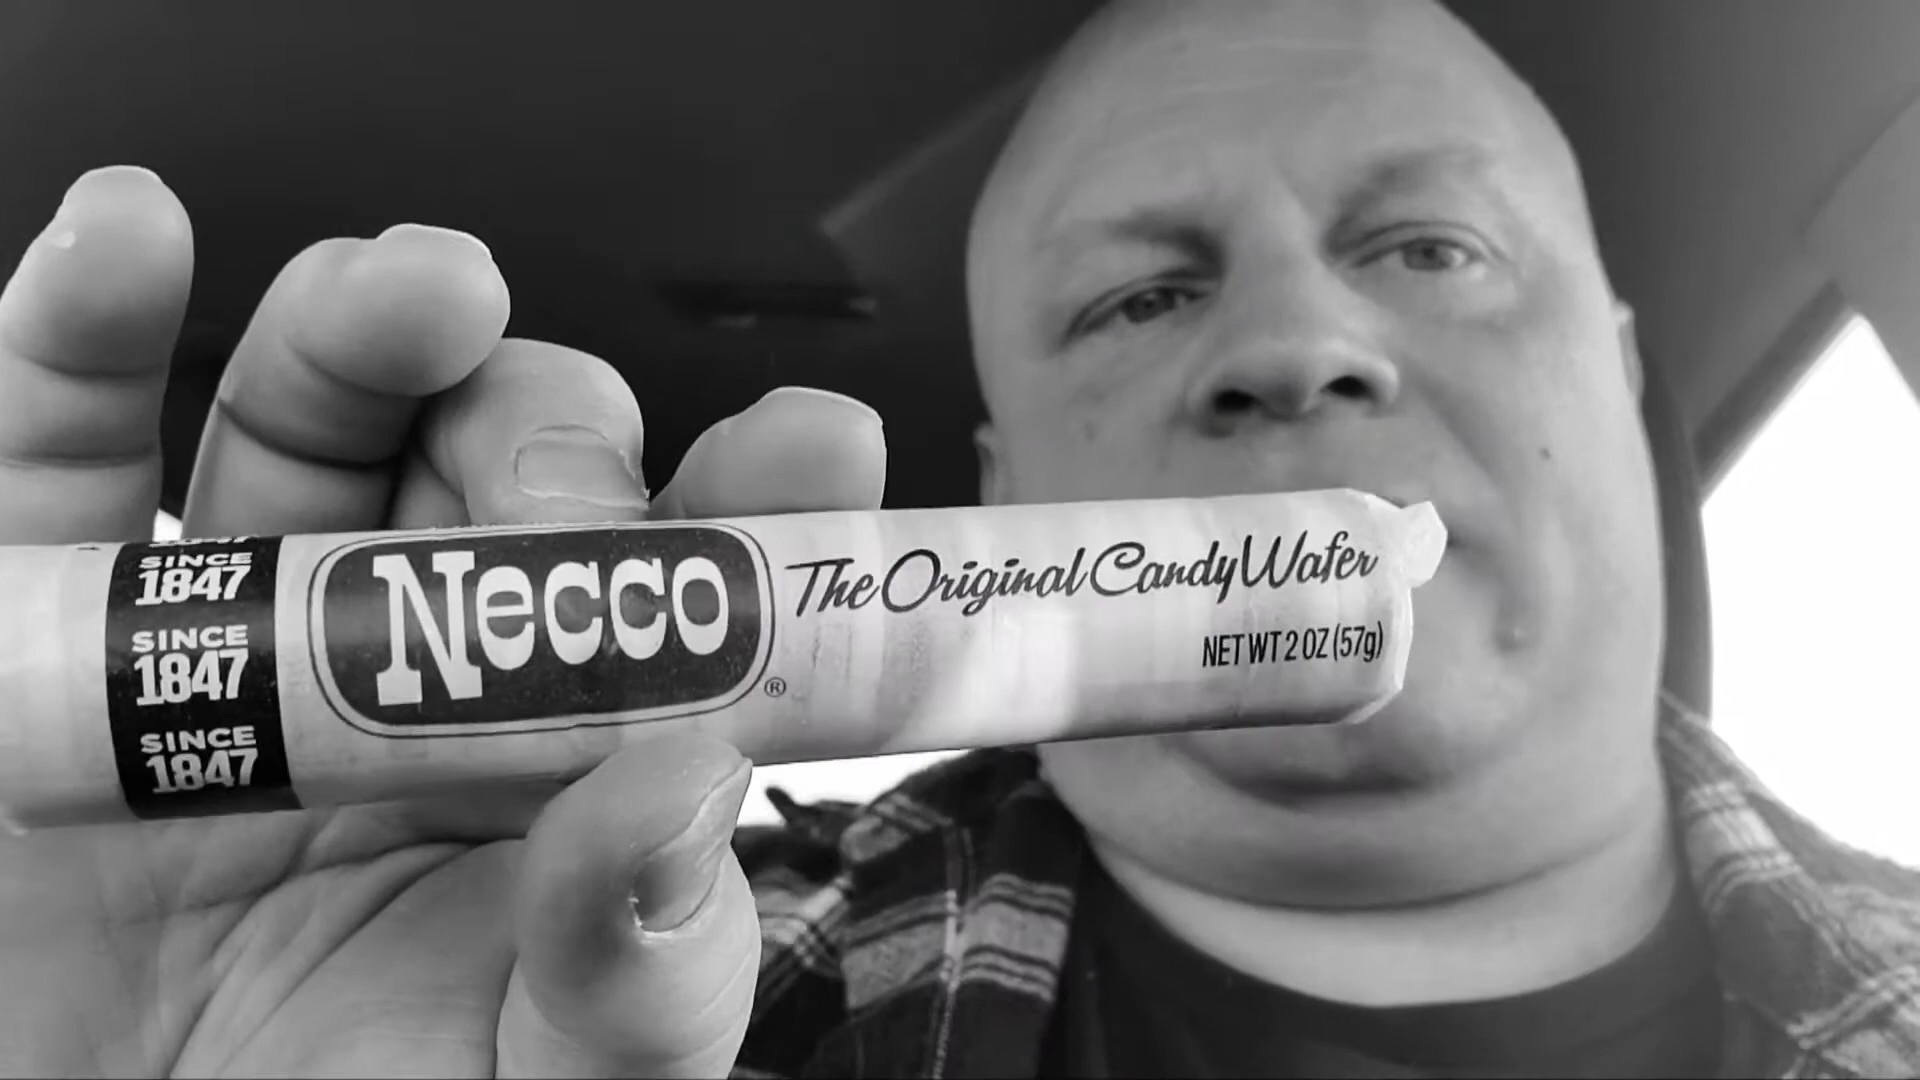 SINCE
1847
SINCE
1847
SINCE
1847
Necco®
The Original Candy Wafer
NET WT 2 OZ (57g)